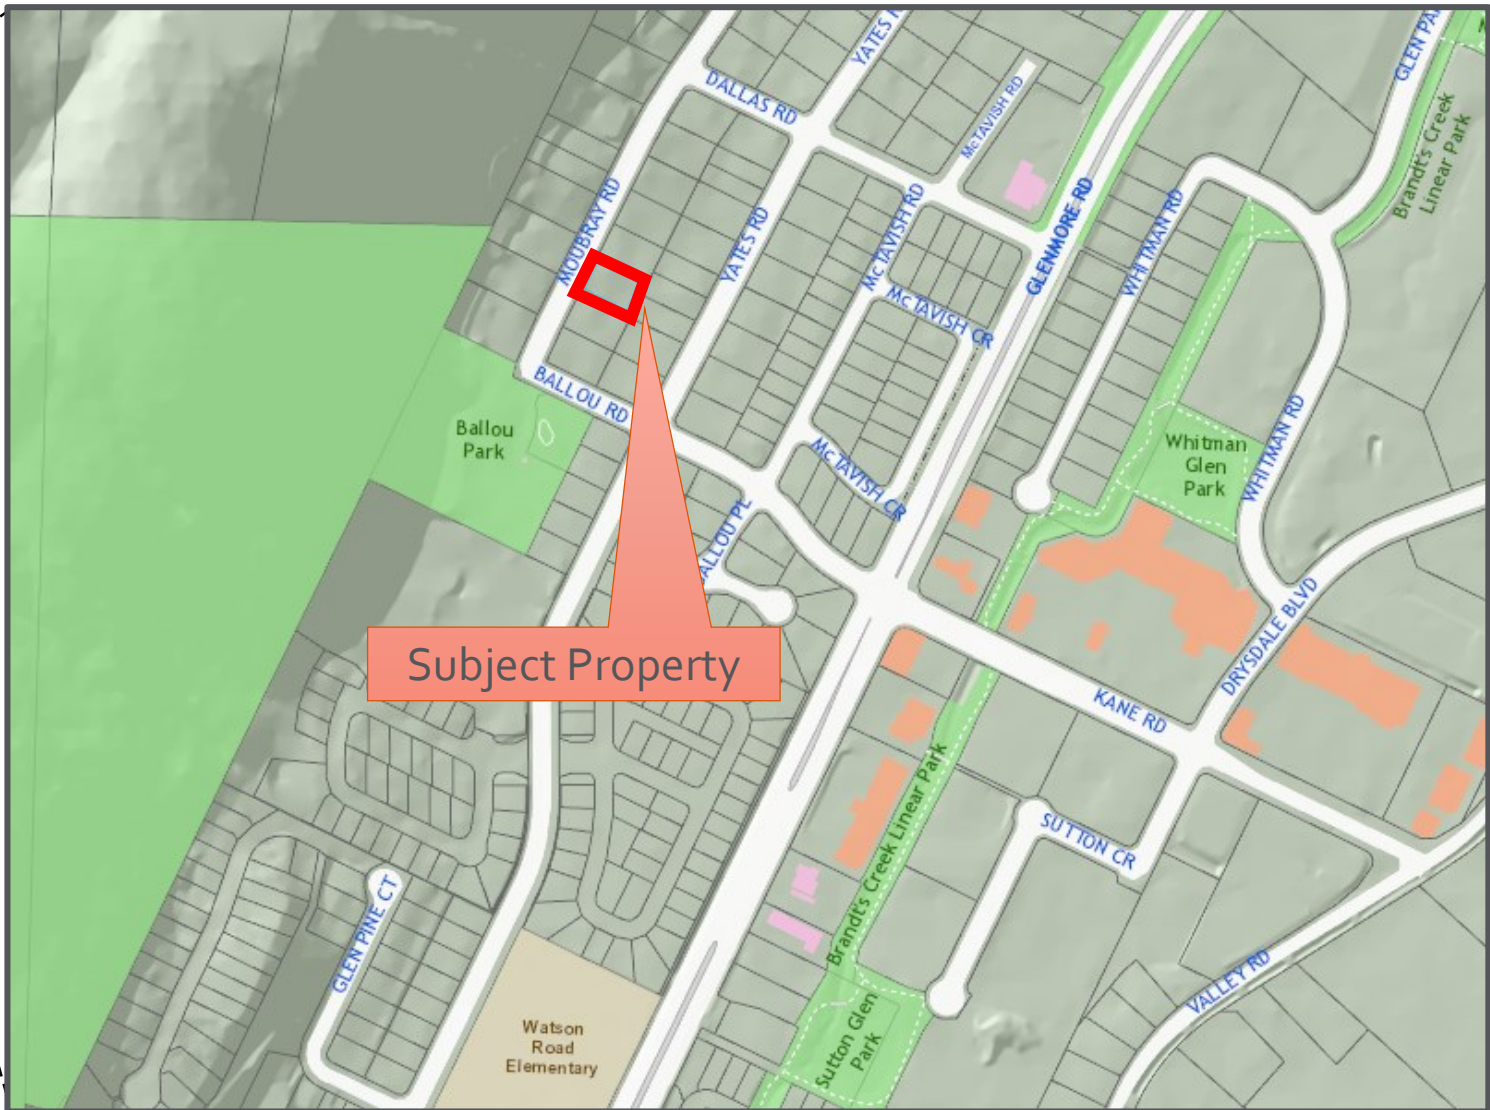 YATES R
GLEN PA
DALLAS RD
McTAVISH RD
Brandt's Creek
Linear Park
MOUBRAY RD
YATES RD
McTAVISH RD
GLENMORE RD
WHITMAN RD
McTAVISH CR
BALLOU RD
Ballou
Park
McTAVISH CR
Whitman
Glen
Park
WHITMAN RD
BALLOU PL
Subject Property
DRYSDALE BLVD
KANE RD
Brandt's Creek Linear Park
SUTTON CR
GLEN PINE CT
VALLEY RD
Watson
Road
Elementary
Sutton Glen
Park